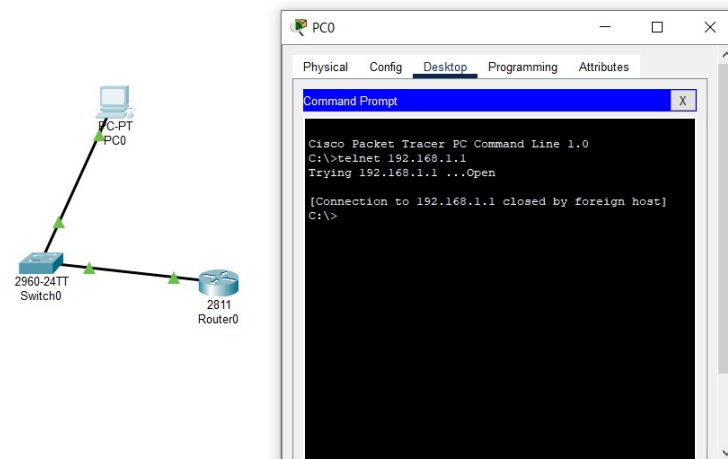 PC0
Physical Config Desktop Programming Attributes
Command Prompt
X
Cisco Packet Tracer PC Command Line 1.0
C:\>telnet 192.168.1.1
Trying 192.168.1.1 ...Open
[Connection to 192.168.1.1 closed by foreign host]
C:\>
PC-PT
PC0
2960-24TT
Switch0
2811
Router0